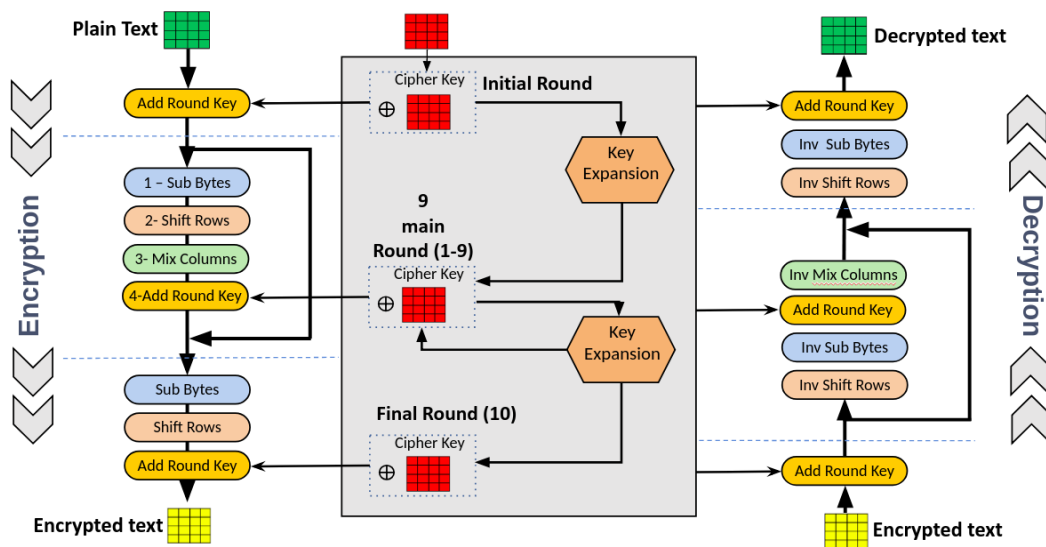 Plain Text
Add Round Key
Encryption
1 – Sub Bytes
2- Shift Rows
3- Mix Columns
4-Add Round Key
Sub Bytes
Shift Rows
Add Round Key
Encrypted text
Cipher Key
Initial Round
⊕
Key
Expansion
9
main
Round (1-9)
Cipher Key
⊕
Key
Expansion
Final Round (10)
Cipher Key
⊕
Decrypted text
Add Round Key
Inv Sub Bytes
Inv Shift Rows
Inv Mix Columns
Add Round Key
Inv Sub Bytes
Inv Shift Rows
Add Round Key
Encrypted text
Decryption